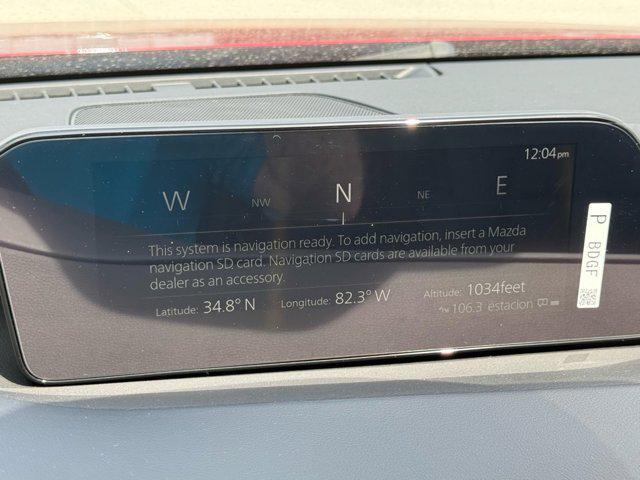 12:04pm
W NW N NE E
This system is navigation ready. To add navigation, insert a Mazda
navigation SD card. Navigation SD cards are available from your
dealer as an accessory.
Latitude: 34.8° N Longitude: 82.3° W Altitude: 1034feet
106.3 estacion
P BDGF